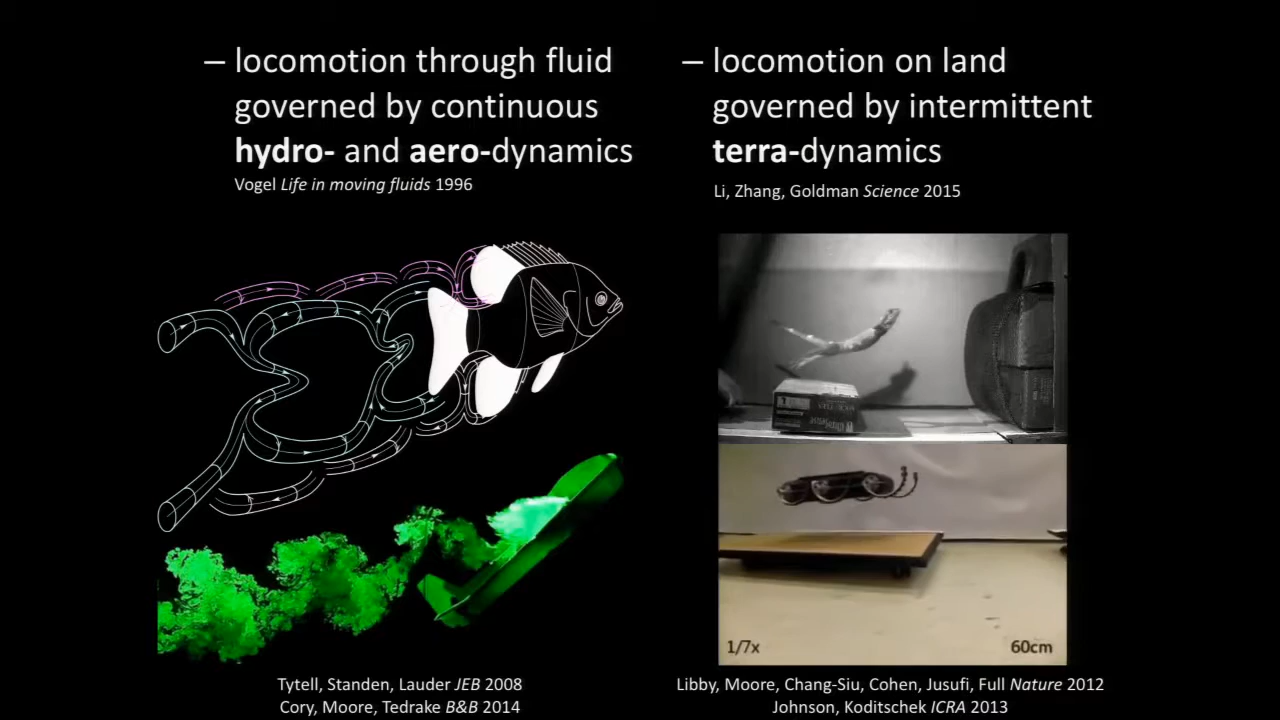 – locomotion through fluid
governed by continuous
hydro- and aero-dynamics
Vogel Life in moving fluids 1996
– locomotion on land
governed by intermittent
terra-dynamics
Li, Zhang, Goldman Science 2015
1/7x
60cm
Tytell, Standen, Lauder JEB 2008
Cory, Moore, Tedrake B&B 2014
Libby, Moore, Chang-Siu, Cohen, Jusufi, Full Nature 2012
Johnson, Koditschek ICRA 2013